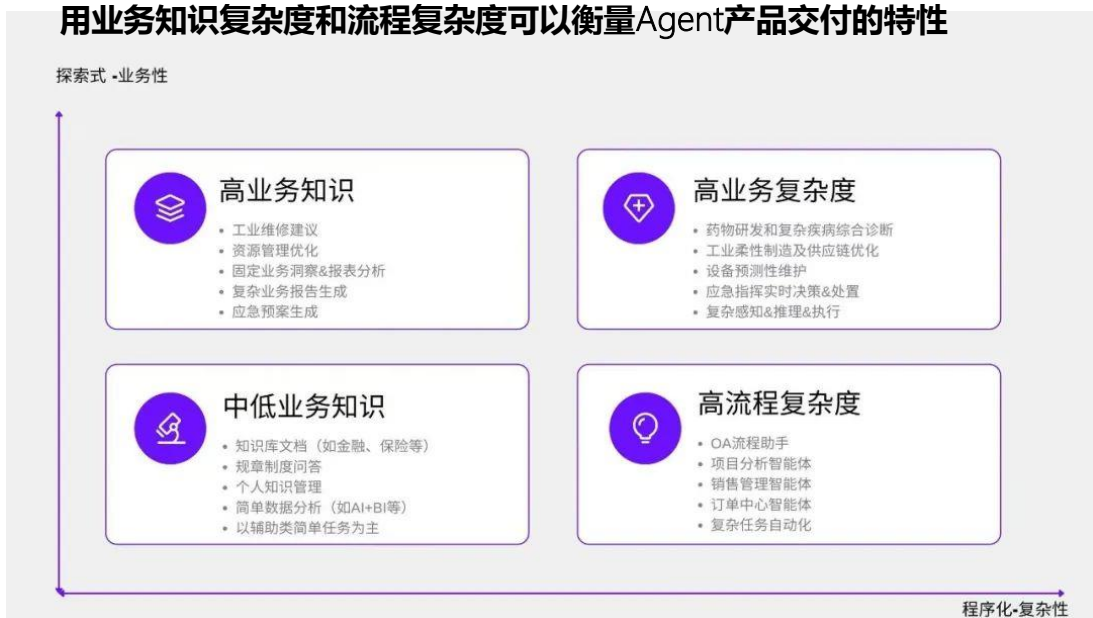 用业务知识复杂度和流程复杂度可以衡量Agent产品交付的特性
探索式 -业务性
高业务知识
• 工业维修建议
• 资源管理优化
• 固定业务洞察&报表分析
• 复杂业务报告生成
• 应急预案生成
高业务复杂度
• 药物研发和复杂疾病综合诊断
• 工业柔性制造及供应链优化
• 设备预测性维护
• 应急指挥实时决策&处置
• 复杂感知&推理&执行
中低业务知识
• 知识库文档（如金融、保险等）
• 规章制度问答
• 个人知识管理
• 简单数据分析（如AI+BI等）
• 以辅助类简单任务为主
高流程复杂度
• OA流程助手
• 项目分析智能体
• 销售管理智能体
• 订单中心智能体
• 复杂任务自动化
程序化-复杂性